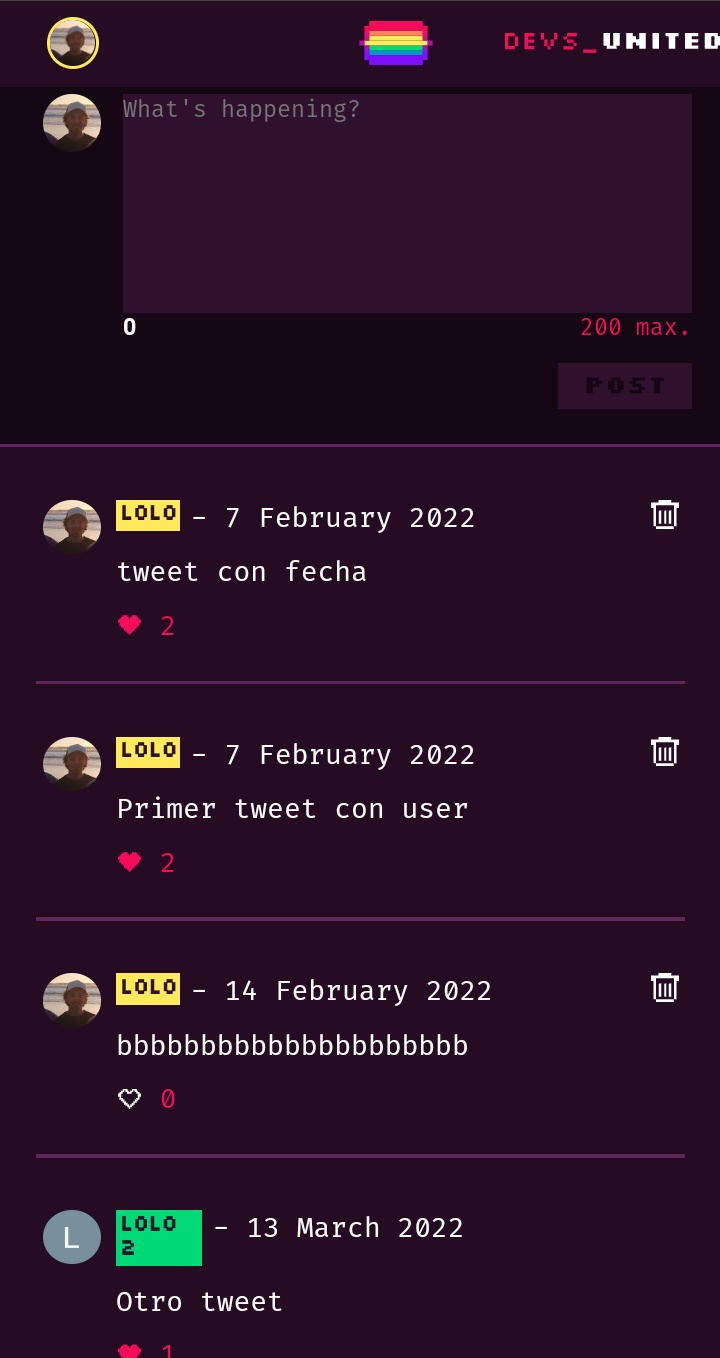 DEVS_UNITED
What's happening?
0
200 max.
POST
LOLO - 7 February 2022
tweet con fecha
2
LOLO - 7 February 2022
Primer tweet con user
2
LOLO - 14 February 2022
bbbbbbbbbbbbbbbbbbbbb
0
L
LOLO
2
- 13 March 2022
Otro tweet
1